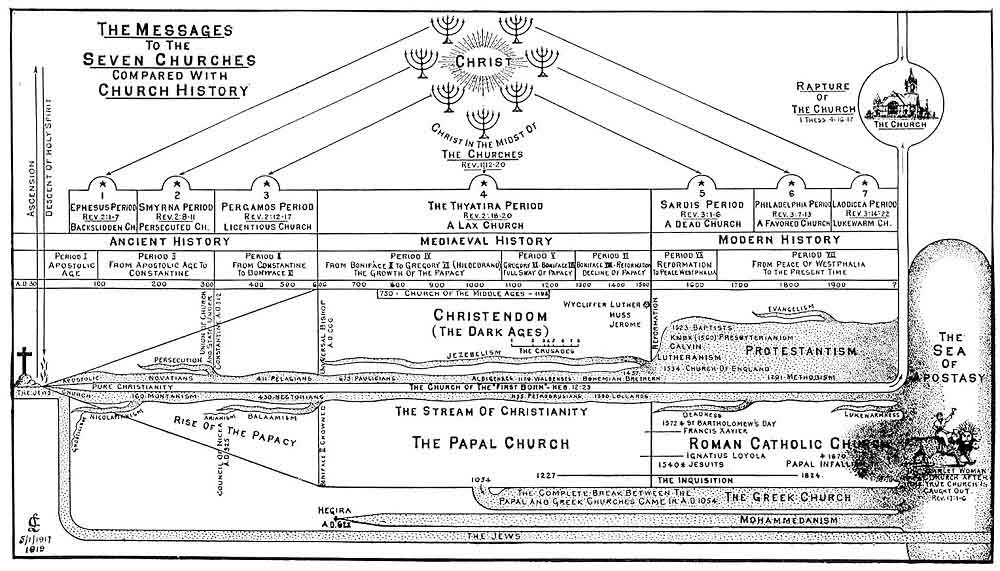 THE MESSAGES
TO THE
SEVEN CHURCHES
COMPARED WITH
CHURCH HISTORY
CHRIST
CHRIST IN THE MIDST OF
THE CHURCHES
REV. 1:12-20
RAPTURE
OF
THE CHURCH
1 THESS 4-16-17
THE CHURCH
ASCENSION
DESCENT OF HOLY SPIRIT
1
EPHESUS PERIOD
REV. 2:1-7
BACKSLIDDEN CH.
2
SMYRNA PERIOD
REV. 2:8-11
PERSECUTED CH.
3
PERGAMOS PERIOD
REV. 2:12-17
LICENTIOUS CHURCH
4
THE THYATIRA PERIOD
REV. 2:18-20
A LAX CHURCH
5
SARDIS PERIOD
REV. 3:1-6
A DEAD CHURCH
6
PHILADELPHIA PERIOD
REV. 3:7-13
A FAVORED CHURCH
7
LAODICEA PERIOD
REV. 3:14-22
LUKEWARM CH.
ANCIENT HISTORY
MEDIAEVAL HISTORY
MODERN HISTORY
PERIOD I
APOSTOLIC
AGE
FROM APOSTOLIC AGE TO
CONSTANTINE
FROM CONSTANTINE
TO BONIFACE III
PERIOD IV
FROM BONIFACE III TO GREGORY VII (HILDEBRAND)
THE GROWTH OF THE PAPACY
PERIOD V
GREGORY VII - BONIFACE VIII
FULL SWAY OF PAPACY
PERIOD VI
BONIFACE VIII - REFORMATION
DECLINE OF PAPACY
PERIOD VII
REFORMATION
TO PEACE WESTPHALIA
FROM PEACE OF WESTPHALIA
TO THE PRESENT TIME
A.D. 30 100 200 300 400 500 600 700 800 900 1000 1100 1200 1300 1400 1500 1600 1700 1800 1900 ?
750 - CHURCH OF THE MIDDLE AGES - 1198
CHRISTENDOM
(THE DARK AGES)
WYCLIFFE LUTHER
HUSS
JEROME
REFORMATION
EVANGELISM
UNION OF CHURCH
AND STATE UNDER
CONSTANTINE A.D. 312
UNIVERSAL BISHOP
A.D. 606
1 2 3 4 5 6 7 8
THE CRUSADES
JEZEBELISM
PERSECUTION
1523 BAPTISTS
KNOX (1560) PRESBYTERIANISM
CALVIN
LUTHERANISM
1534 CHURCH OF ENGLAND
PROTESTANTISM
1791 - METHODISM
APOSTOLIC
NOVATIANS
411 PELAGIANS
675 PAULICIANS
ALBIGENSES 1170 WALDENSES
1457
BOHEMIAN BRETHREN
THE JEWS
CHURCH
PURE CHRISTIANITY
THE CHURCH OF THE "FIRST BORN" HEB. 12:23
160 MONTANISM
430 NESTORIANS
PETROBRUSIANS
1350 LOLLARDS
THE SEA
OF
APOSTASY
GNOSTICISM
NICOLAITANISM
ARIANISM
BALAAMISM
RISE OF THE PAPACY
COUNCIL OF NICEA
A.D. 325
BONIFACE III CROWNED
THE STREAM OF CHRISTIANITY
THE PAPAL CHURCH
DEADNESS
1572 ST BARTHOLOMEW'S DAY
FRANCIS XAVIER
LUKEWARMNESS
ROMAN CATHOLIC CHURCH
IGNATIUS LOYOLA
1540 JESUITS
1870
PAPAL INFALL
SCARLET WOMAN
CHURCH AFTER
TRUE CHURCH IS
CAUGHT OUT.
REV. 17:1-6
1227
THE INQUISITION
1824
1054
THE COMPLETE BREAK BETWEEN THE
PAPAL AND GREEK CHURCHES CAME IN A.D. 1054
THE GREEK CHURCH
HEGIRA
A.D. 622
MOHAMMEDANISM
THE JEWS
5/1/1917
1819